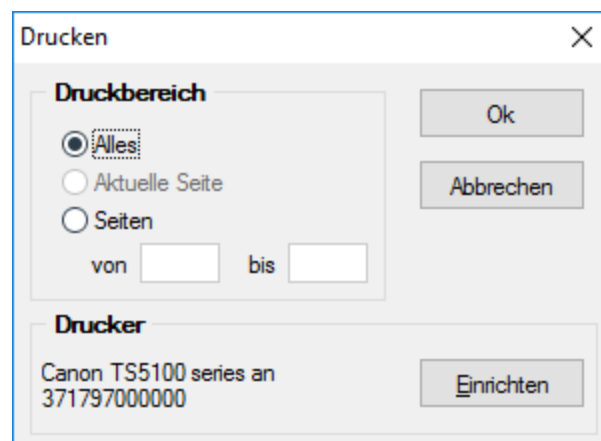 Drucken
Druckbereich
Alles
Aktuelle Seite
Seiten
von bis
Ok
Abbrechen
Drucker
Canon TS5100 series an
371797000000
Einrichten